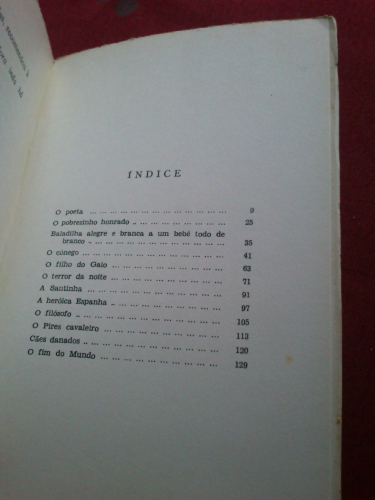 ÍNDICE
O poeta ... ... ... ... ... ... ... ... ... ... ... 9
O pobrezinho honrado ... ... ... ... ... ... ... 25
Baladilha alegre e branca a um bebé todo de
branco .. ... ... ... ... ... ... ... ... ... ... 35
O cónego ... ... ... ... ... ... ... ... ... ... ... 41
O filho do Gaio ... ... ... ... ... ... ... ... ... 63
O terror da noite ... ... ... ... ... ... ... ... ... 71
A Santinha ... ... ... ... ... ... ... ... ... ... 91
A heróica Espanha .. ... ... ... ... ... ... ... 97
O filósofo .. ... ... ... ... ... ... ... ... ... ... 105
O Pires cavaleiro ... ... ... ... ... ... ... ... 113
Cães danados .. ... ... ... ... ... ... ... ... ... 120
O fim do Mundo ... ... ... ... ... ... ... ... ... 129